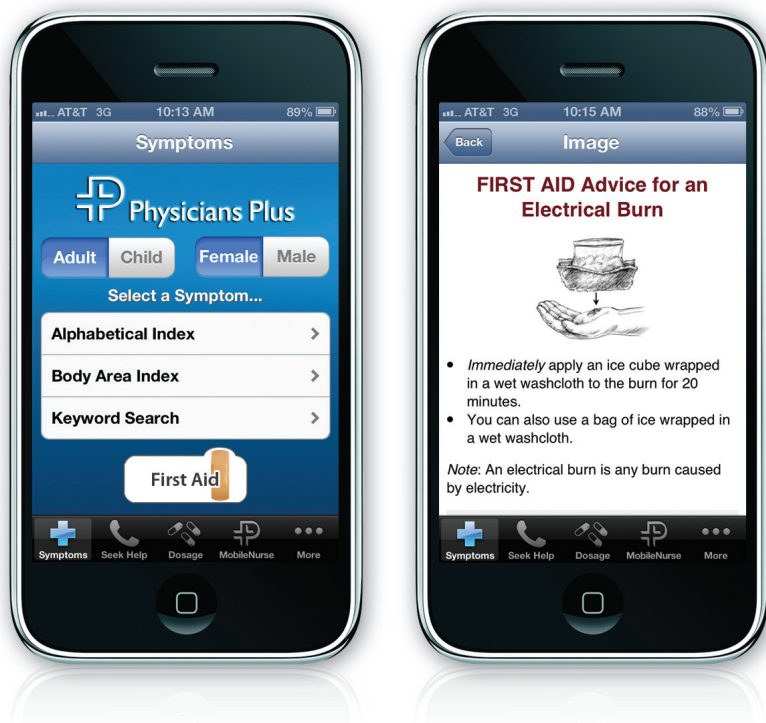 AT&T 3G 10:13 AM 89%
Symptoms
Physicians Plus
Adult Child Female Male
Select a Symptom...
Alphabetical Index
Body Area Index
Keyword Search
First Aid
Symptoms Seek Help Dosage MobileNurse More
AT&T 3G 10:15 AM 88%
Back Image
FIRST AID Advice for an
Electrical Burn
• Immediately apply an ice cube wrapped
in a wet washcloth to the burn for 20
minutes.
• You can also use a bag of ice wrapped in
a wet washcloth.
Note: An electrical burn is any burn caused
by electricity.
Symptoms Seek Help Dosage MobileNurse More